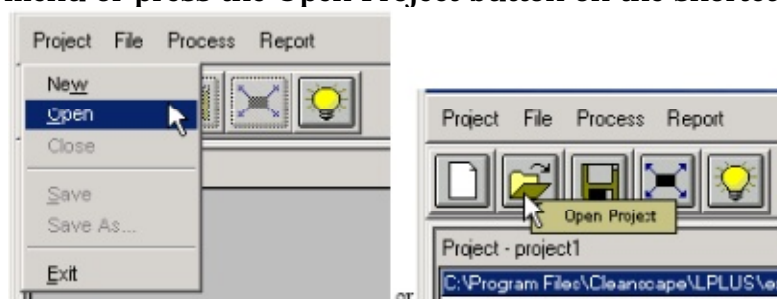 menu or press the Open Project button on the shortcut
Project File Process Report
New
Open
Close
Save
Save As...
Exit
or
Project File Process Report
Open Project
Project - project1
C:\Program Files\Cleanscape\LPLUS\e